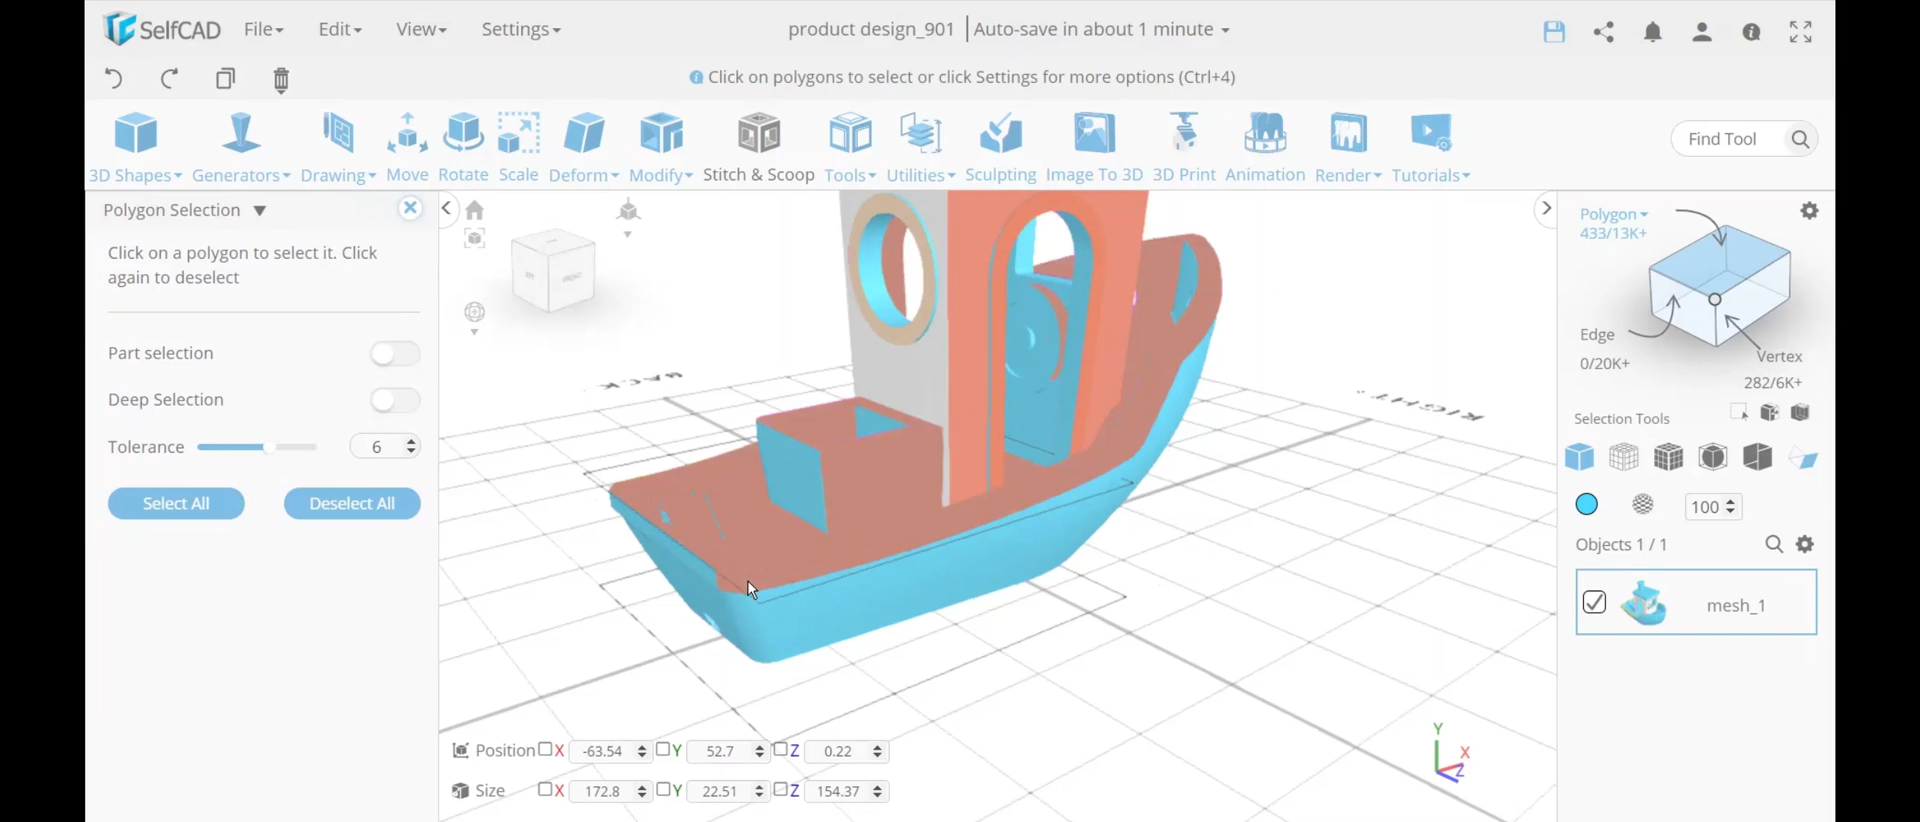 SelfCAD File Edit View Settings product design_901 Auto-save in about 1 minute
Click on polygons to select or click Settings for more options (Ctrl+4)
Find Tool
3D Shapes Generators Drawing Move Rotate Scale Deform Modify Stitch & Scoop Tools Utilities Sculpting Image To 3D 3D Print Animation Render Tutorials
Polygon Selection
Click on a polygon to select it. Click
again to deselect
Part selection
Deep Selection
Tolerance 6
Select All Deselect All
FRONT
BACK
RIGHT
Position X -63.54 Y 52.7 Z 0.22
Size X 172.8 Y 22.51 Z 154.37
Y
X
Z
Polygon
433/13K+
Edge
0/20K+
Vertex
282/6K+
Selection Tools
100
Objects 1 / 1
mesh_1